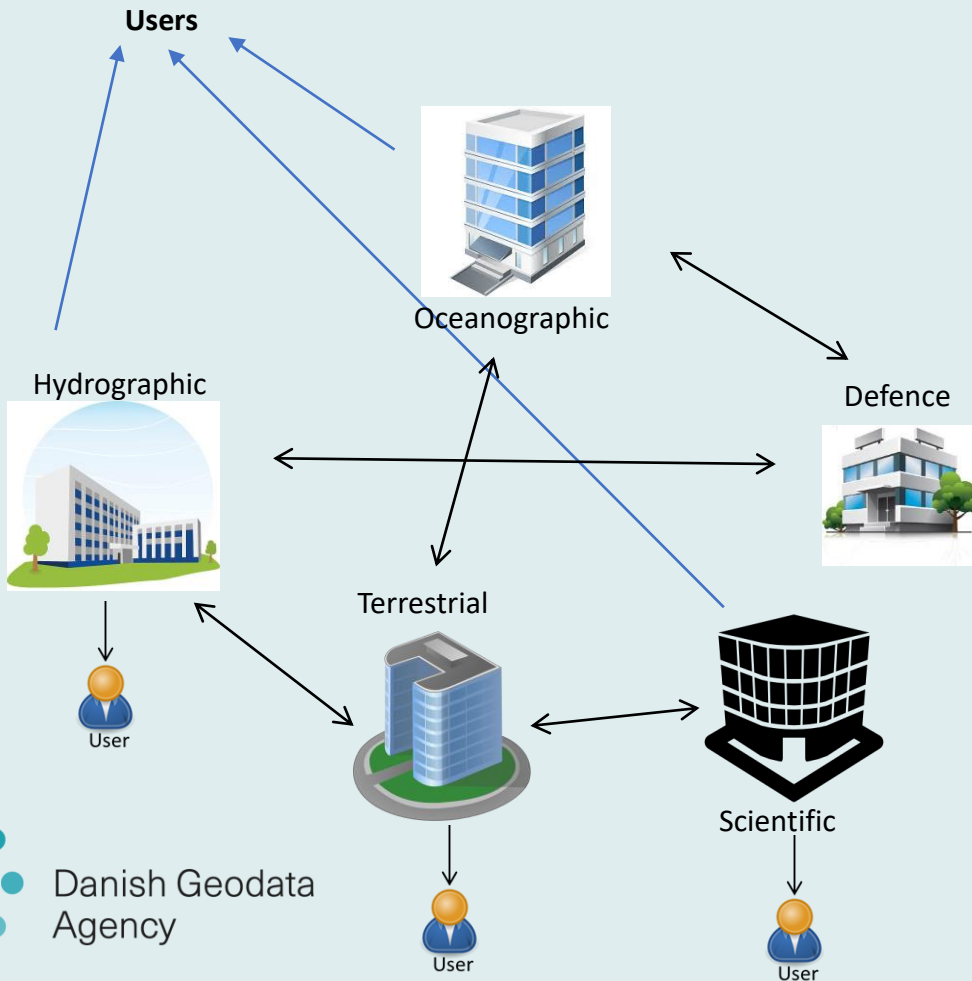 Users
Oceanographic
Hydrographic
Defence
Terrestrial
User
Scientific
Danish Geodata
Agency
User
User